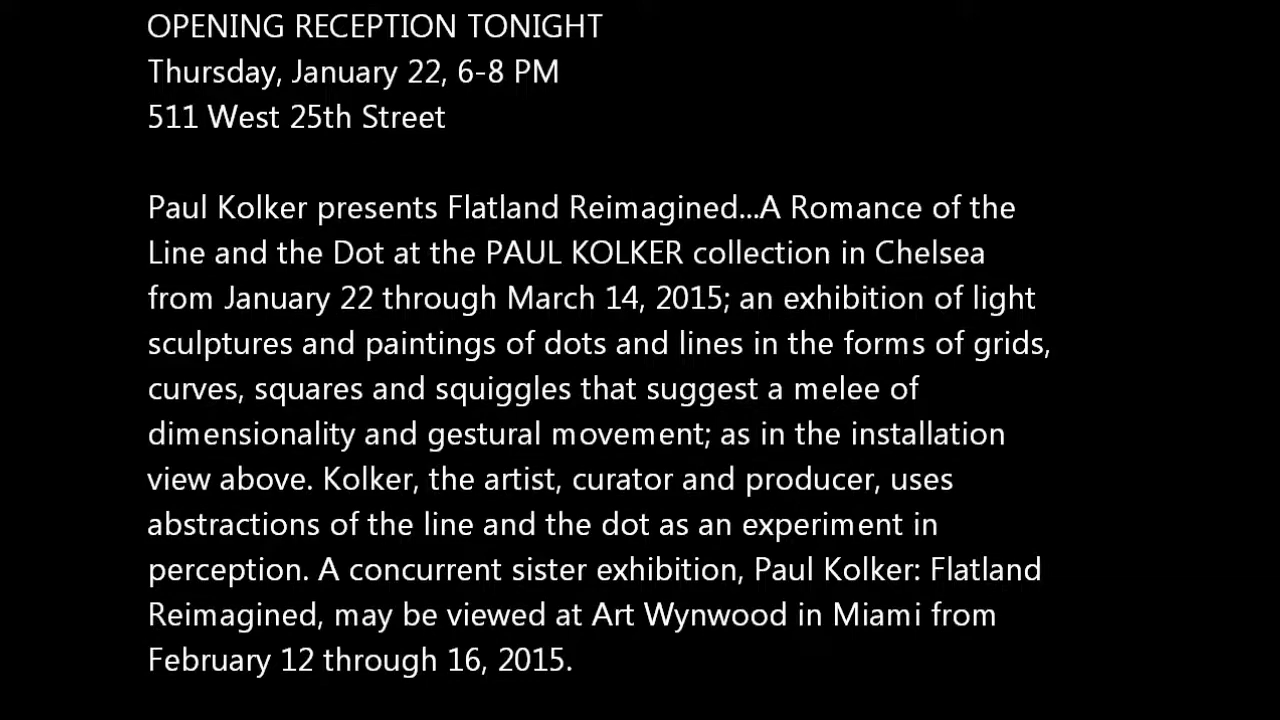 OPENING RECEPTION TONIGHT
Thursday, January 22, 6-8 PM
511 West 25th Street
Paul Kolker presents Flatland Reimagined...A Romance of the
Line and the Dot at the PAUL KOLKER collection in Chelsea
from January 22 through March 14, 2015; an exhibition of light
sculptures and paintings of dots and lines in the forms of grids,
curves, squares and squiggles that suggest a melee of
dimensionality and gestural movement; as in the installation
view above. Kolker, the artist, curator and producer, uses
abstractions of the line and the dot as an experiment in
perception. A concurrent sister exhibition, Paul Kolker: Flatland
Reimagined, may be viewed at Art Wynwood in Miami from
February 12 through 16, 2015.